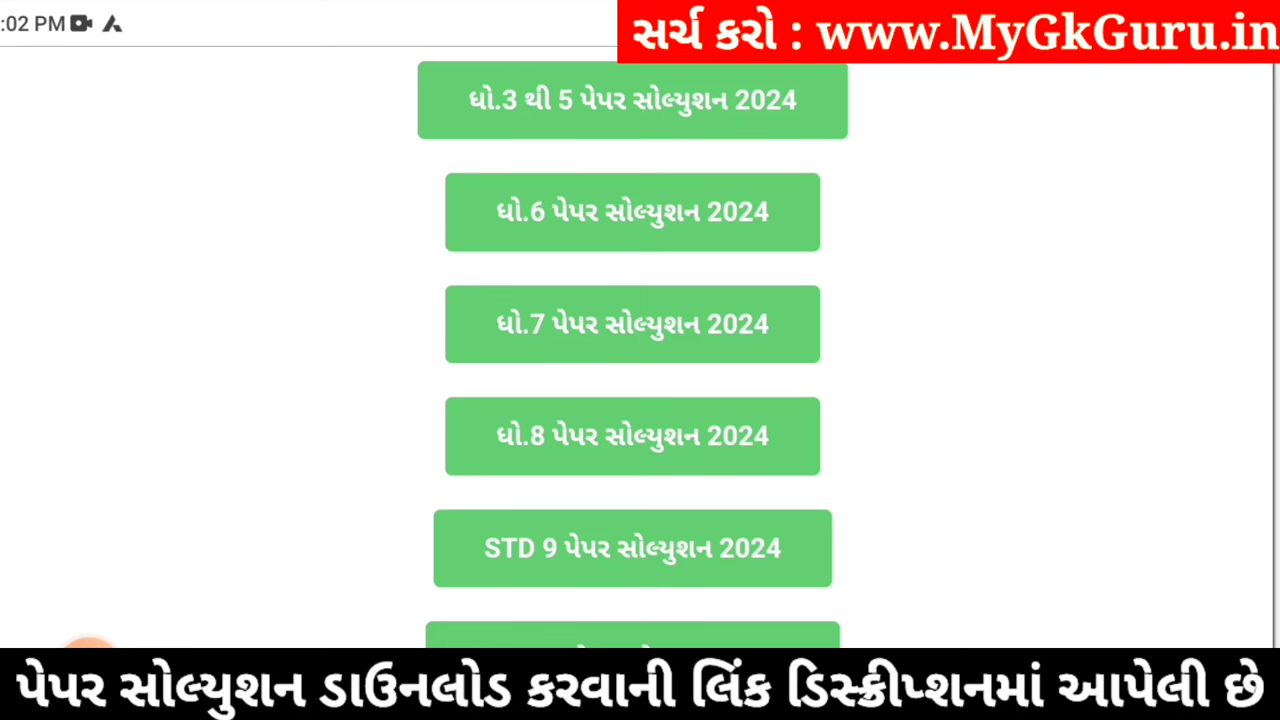 :02 PM
સર્ચ કરો : www.MyGkGuru.in
ધો.3 થી 5 પેપર સોલ્યુશન 2024
ધો.6 પેપર સોલ્યુશન 2024
ધો.7 પેપર સોલ્યુશન 2024
ધો.8 પેપર સોલ્યુશન 2024
STD 9 પેપર સોલ્યુશન 2024
પેપર સોલ્યુશન ડાઉનલોડ કરવાની લિંક ડિસ્ક્રીપ્શનમાં આપેલી છે